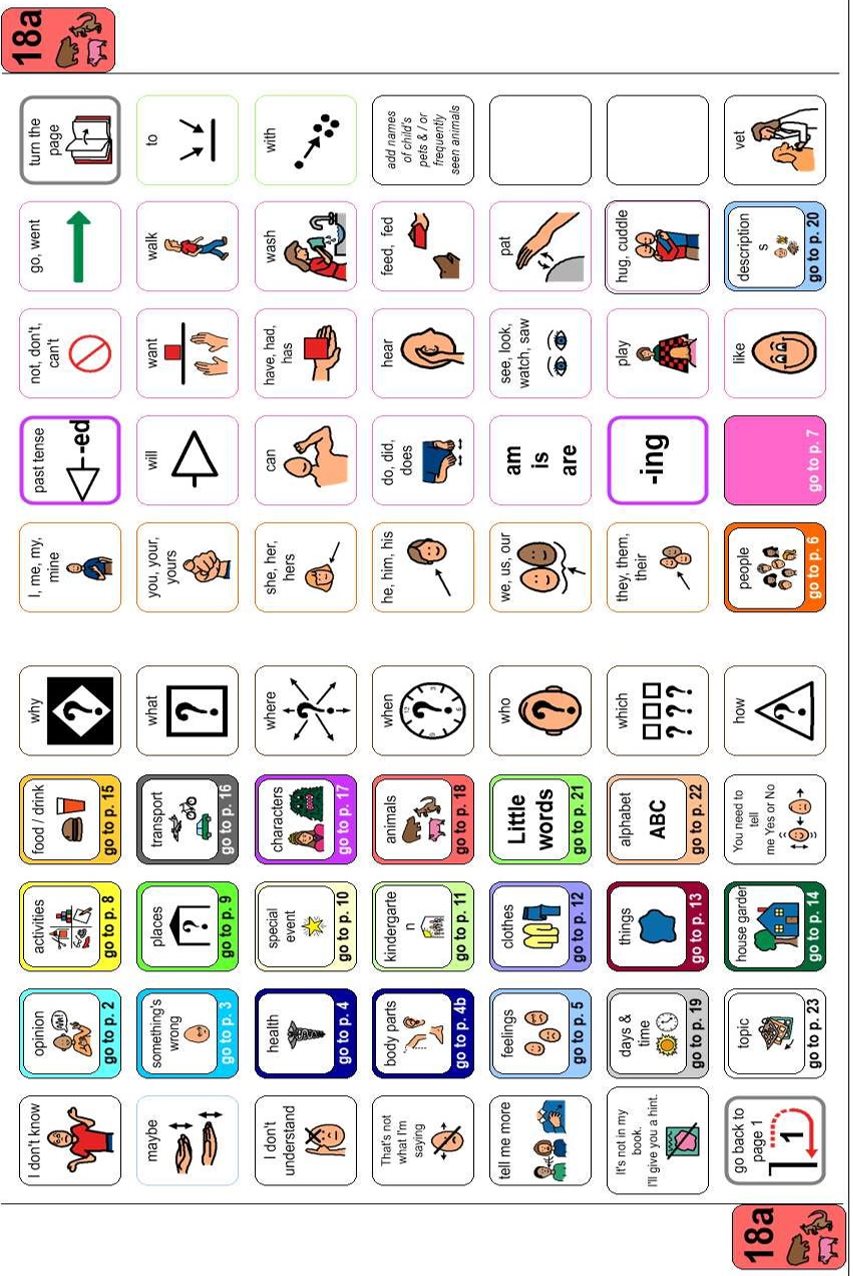 18a
I don't know
opinion
go to p. 2
activities
go to p. 8
food / drink
go to p. 15
why
?
I, me, my,
mine
past tense
-ed
not, don't,
can't
go, went
turn the
page
maybe
something's
wrong
go to p. 3
places
?
go to p. 9
transport
go to p. 16
what
?
you, your,
yours
will
want
walk
to
I don't
understand
health
go to p. 4
special
event
go to p. 10
characters
go to p. 17
where
?
she, her,
hers
can
have, had,
has
wash
with
That's not
what I'm
saying
body parts
go to p. 4b
kindergarte
n
go to p. 11
animals
go to p. 18
when
?
he, him, his
do, did,
does
hear
feed, fed
add names
of child's
pets & / or
frequently
seen animals
tell me more
feelings
go to p. 5
clothes
go to p. 12
Little
words
go to p. 21
who
?
we, us, our
am
is
are
see, look,
watch, saw
pat
It's not in my
book.
I'll give you a hint.
days &
time
go to p. 19
things
go to p. 13
alphabet
ABC
go to p. 22
which
???
they, them,
their
-ing
play
hug, cuddle
go back to
page 1
1
topic
go to p. 23
house garden
go to p. 14
You need to
tell
me Yes or No
how
?
people
go to p. 6
go to p. 7
like
description
s
go to p. 20
vet
18a